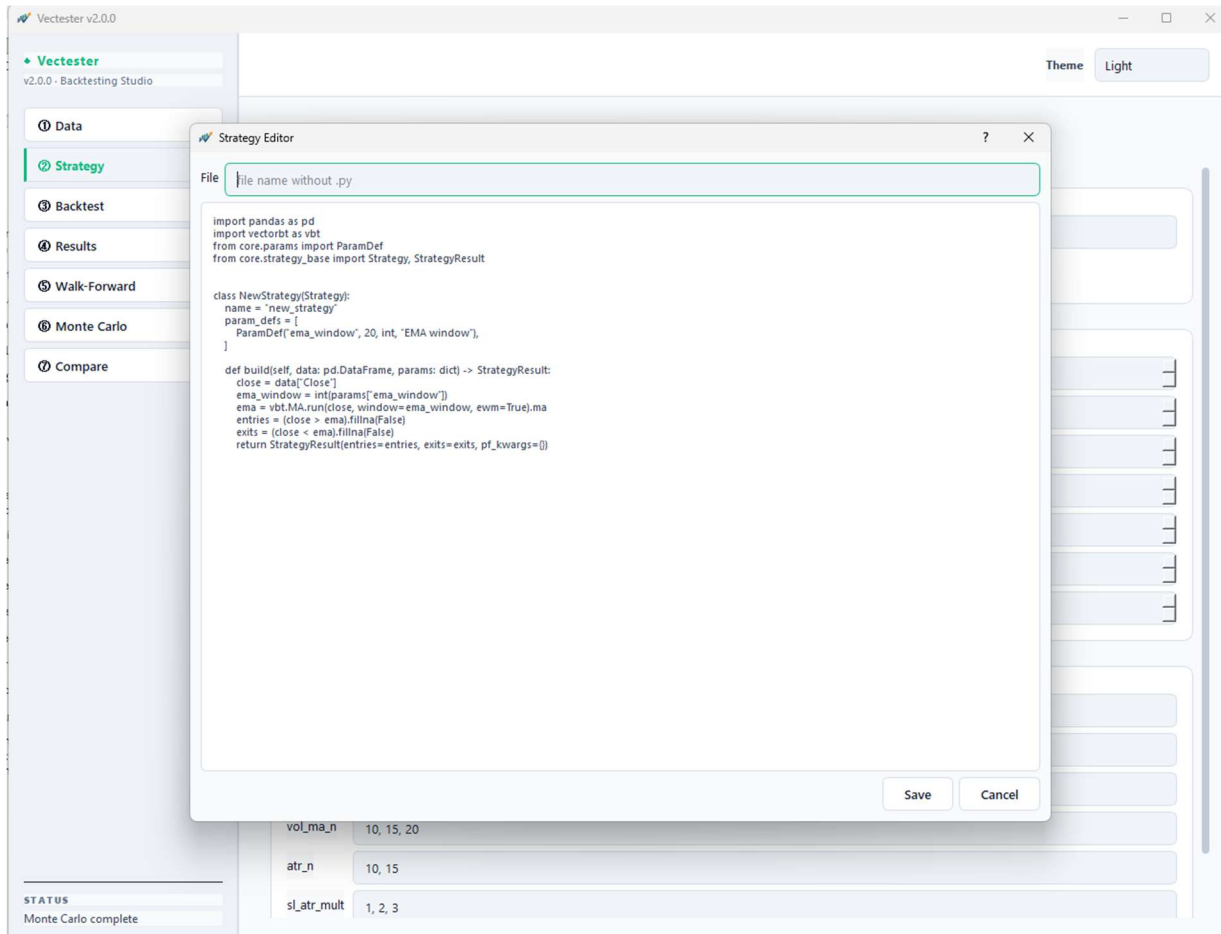 Vectester v2.0.0
Vectester
v2.0.0 - Backtesting Studio
① Data
② Strategy
③ Backtest
④ Results
⑤ Walk-Forward
⑥ Monte Carlo
⑦ Compare
STATUS
Monte Carlo complete
Theme Light
Strategy Editor
?
File file name without .py
import pandas as pd
import vectorbt as vbt
from core.params import ParamDef
from core.strategy_base import Strategy, StrategyResult
class NewStrategy(Strategy):
    name = "new_strategy"
    param_defs = [
        ParamDef("ema_window", 20, int, "EMA window"),
    ]
    def build(self, data: pd.DataFrame, params: dict) -> StrategyResult:
        close = data["Close"]
        ema_window = int(params["ema_window"])
        ema = vbt.MA.run(close, window=ema_window, ewm=True).ma
        entries = (close > ema).fillna(False)
        exits = (close < ema).fillna(False)
        return StrategyResult(entries=entries, exits=exits, pf_kwargs={})
Save Cancel
vol_ma_n 10, 15, 20
atr_n 10, 15
sl_atr_mult 1, 2, 3